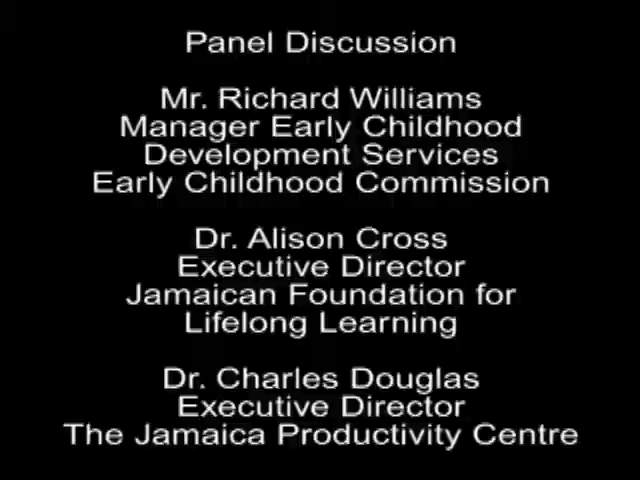 Panel Discussion
Mr. Richard Williams
Manager Early Childhood
Development Services
Early Childhood Commission
Dr. Alison Cross
Executive Director
Jamaican Foundation for
Lifelong Learning
Dr. Charles Douglas
Executive Director
The Jamaica Productivity Centre